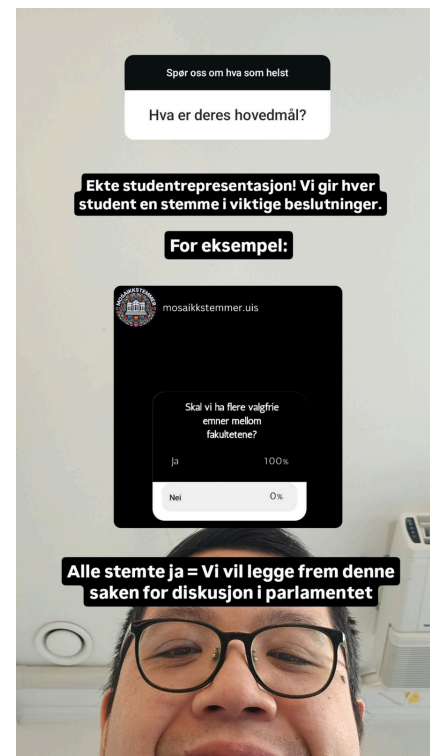 Spør oss om hva som helst
Hva er deres hovedmål?
Ekte studentrepresentasjon! Vi gir hver
student en stemme i viktige beslutninger.
For eksempel:
MOSAIKKSTEMMER
mosaikkstemmer.uis
Skal vi ha flere valgfrie
emner mellom
fakultetene?
Ja 100%
Nei 0%
Alle stemte ja = Vi vil legge frem denne
saken for diskusjon i parlamentet